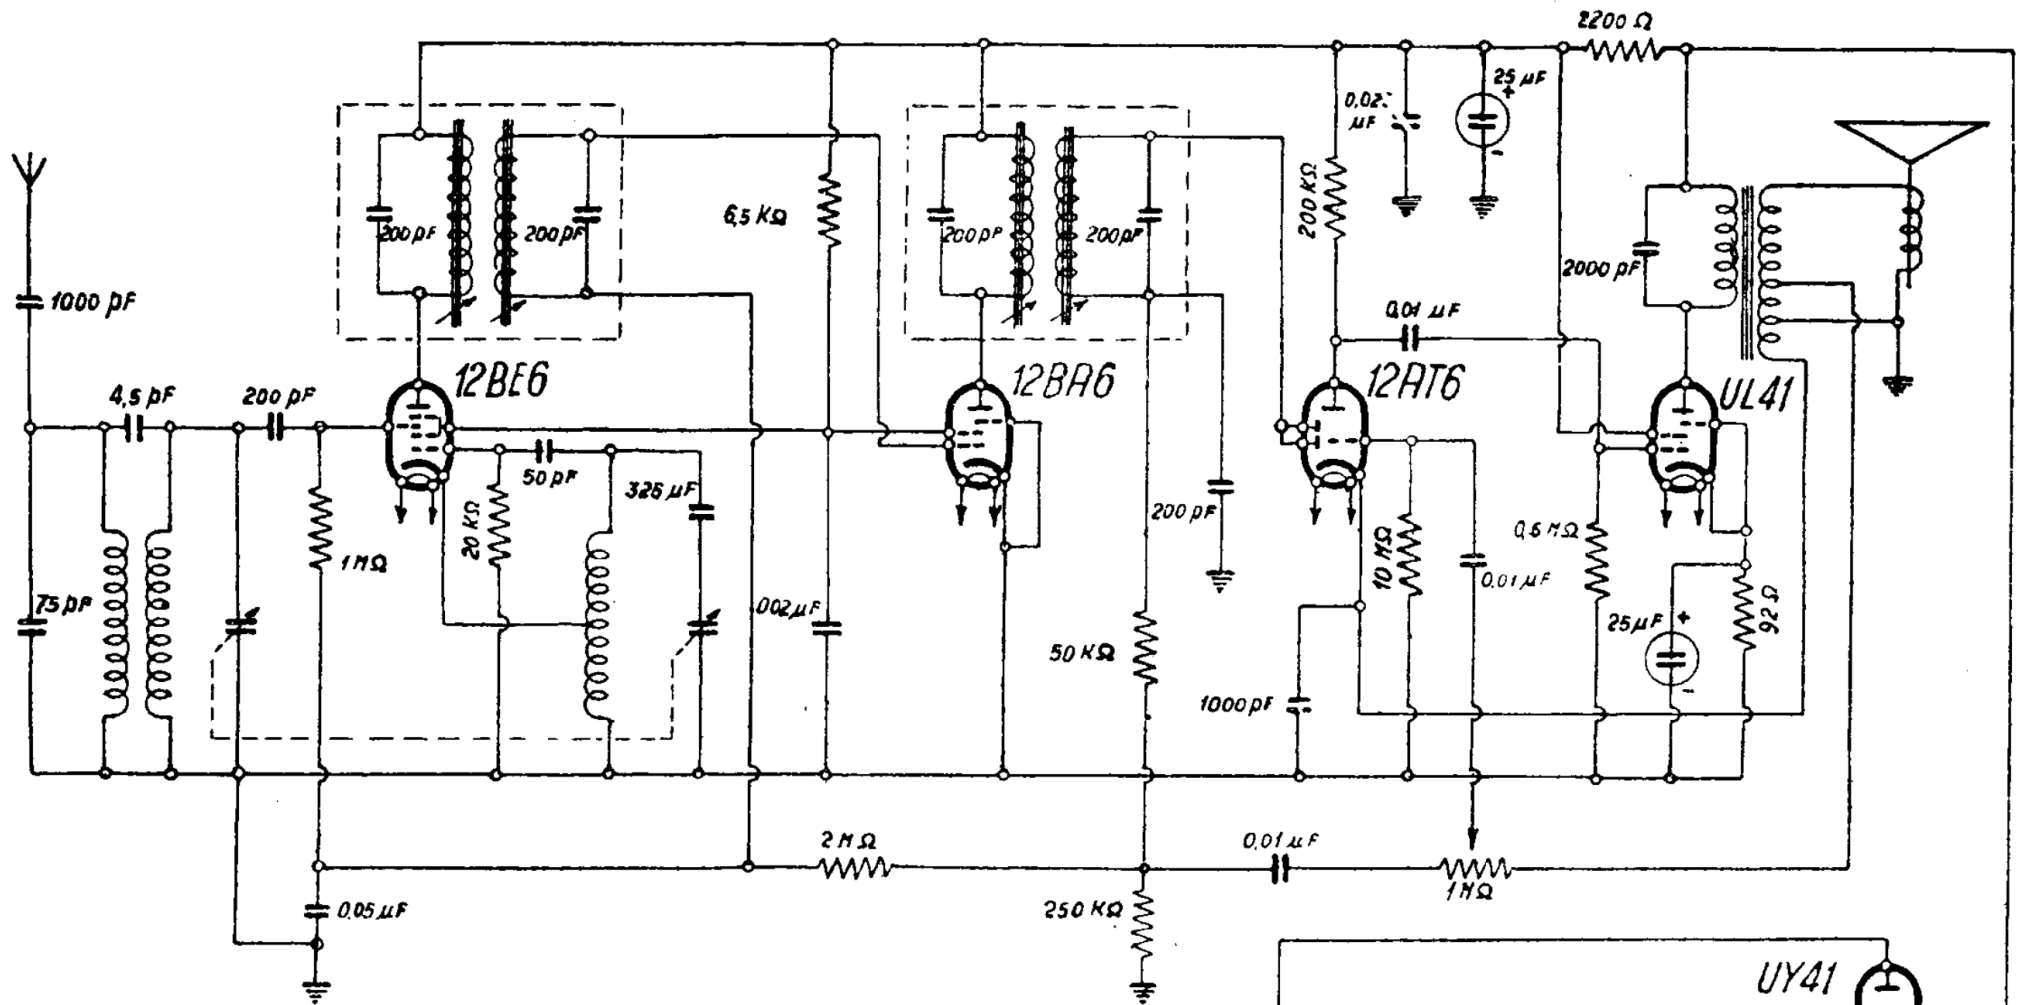 2200 Ω
25 µF
+
-
0,02
µF
200 KΩ
6,5 KΩ
200 pF
200 pF
200 pF
200 pF
2000 pF
1000 pF
0,01 µF
12BE6
12BA6
12AT6
UL41
4,5 pF
200 pF
50 pF
326 µF
20 KΩ
1 MΩ
200 pF
10 MΩ
0,6 MΩ
0,01 µF
75 pF
002 µF
50 KΩ
25 µF
+
-
92 Ω
1000 pF
2 MΩ
0,01 µF
1 MΩ
0,05 µF
250 KΩ
UY41